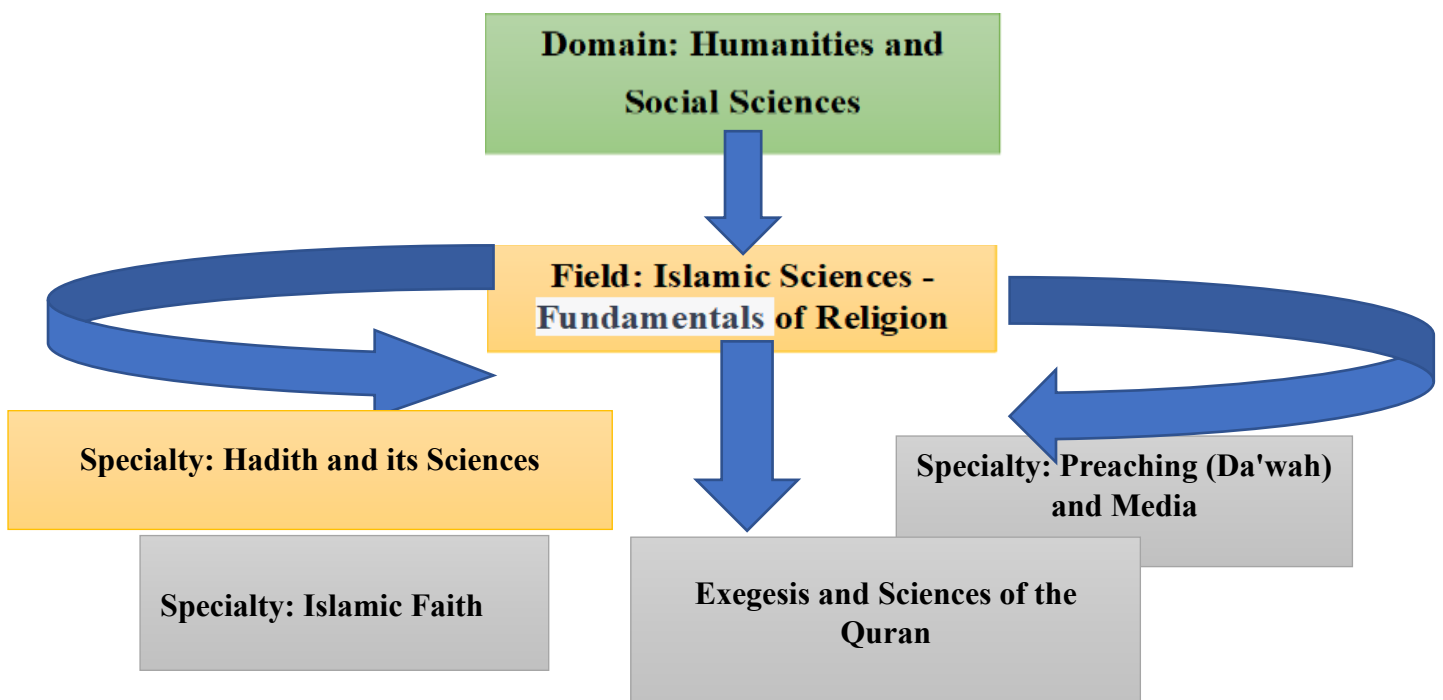 Domain: Humanities and
Social Sciences
Field: Islamic Sciences -
Fundamentals of Religion
Specialty: Hadith and its Sciences
Specialty: Preaching (Da'wah)
and Media
Specialty: Islamic Faith
Exegesis and Sciences of the
Quran